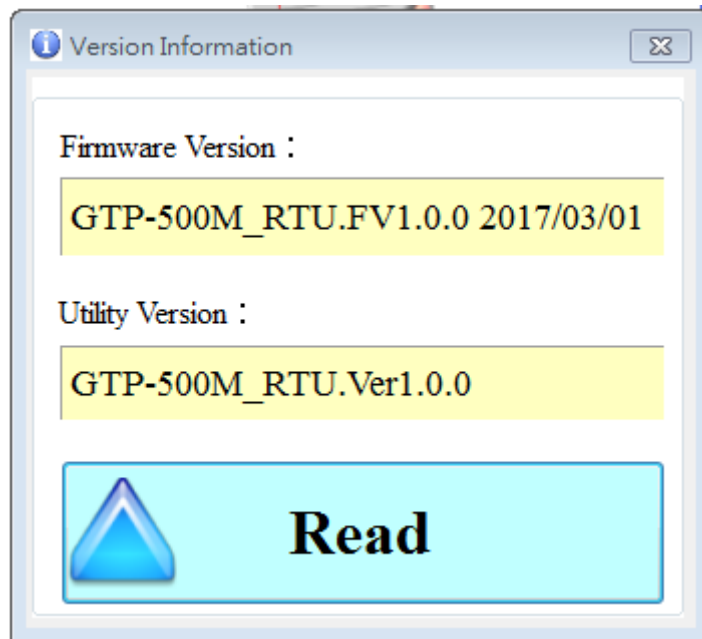 Version Information
Firmware Version：
GTP-500M_RTU.FV1.0.0 2017/03/01
Utility Version：
GTP-500M_RTU.Ver1.0.0
Read